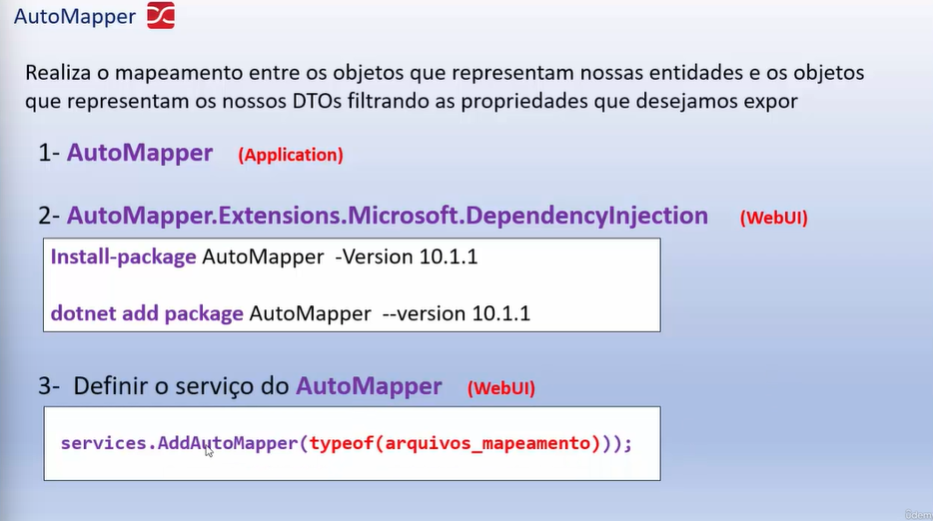 AutoMapper
Realiza o mapeamento entre os objetos que representam nossas entidades e os objetos
que representam os nossos DTOs filtrando as propriedades que desejamos expor
1- AutoMapper (Application)
2- AutoMapper.Extensions.Microsoft.DependencyInjection (WebUI)
Install-package AutoMapper -Version 10.1.1
dotnet add package AutoMapper --version 10.1.1
3- Definir o serviço do AutoMapper (WebUI)
services.AddAutoMapper(typeof(arquivos_mapeamento)));